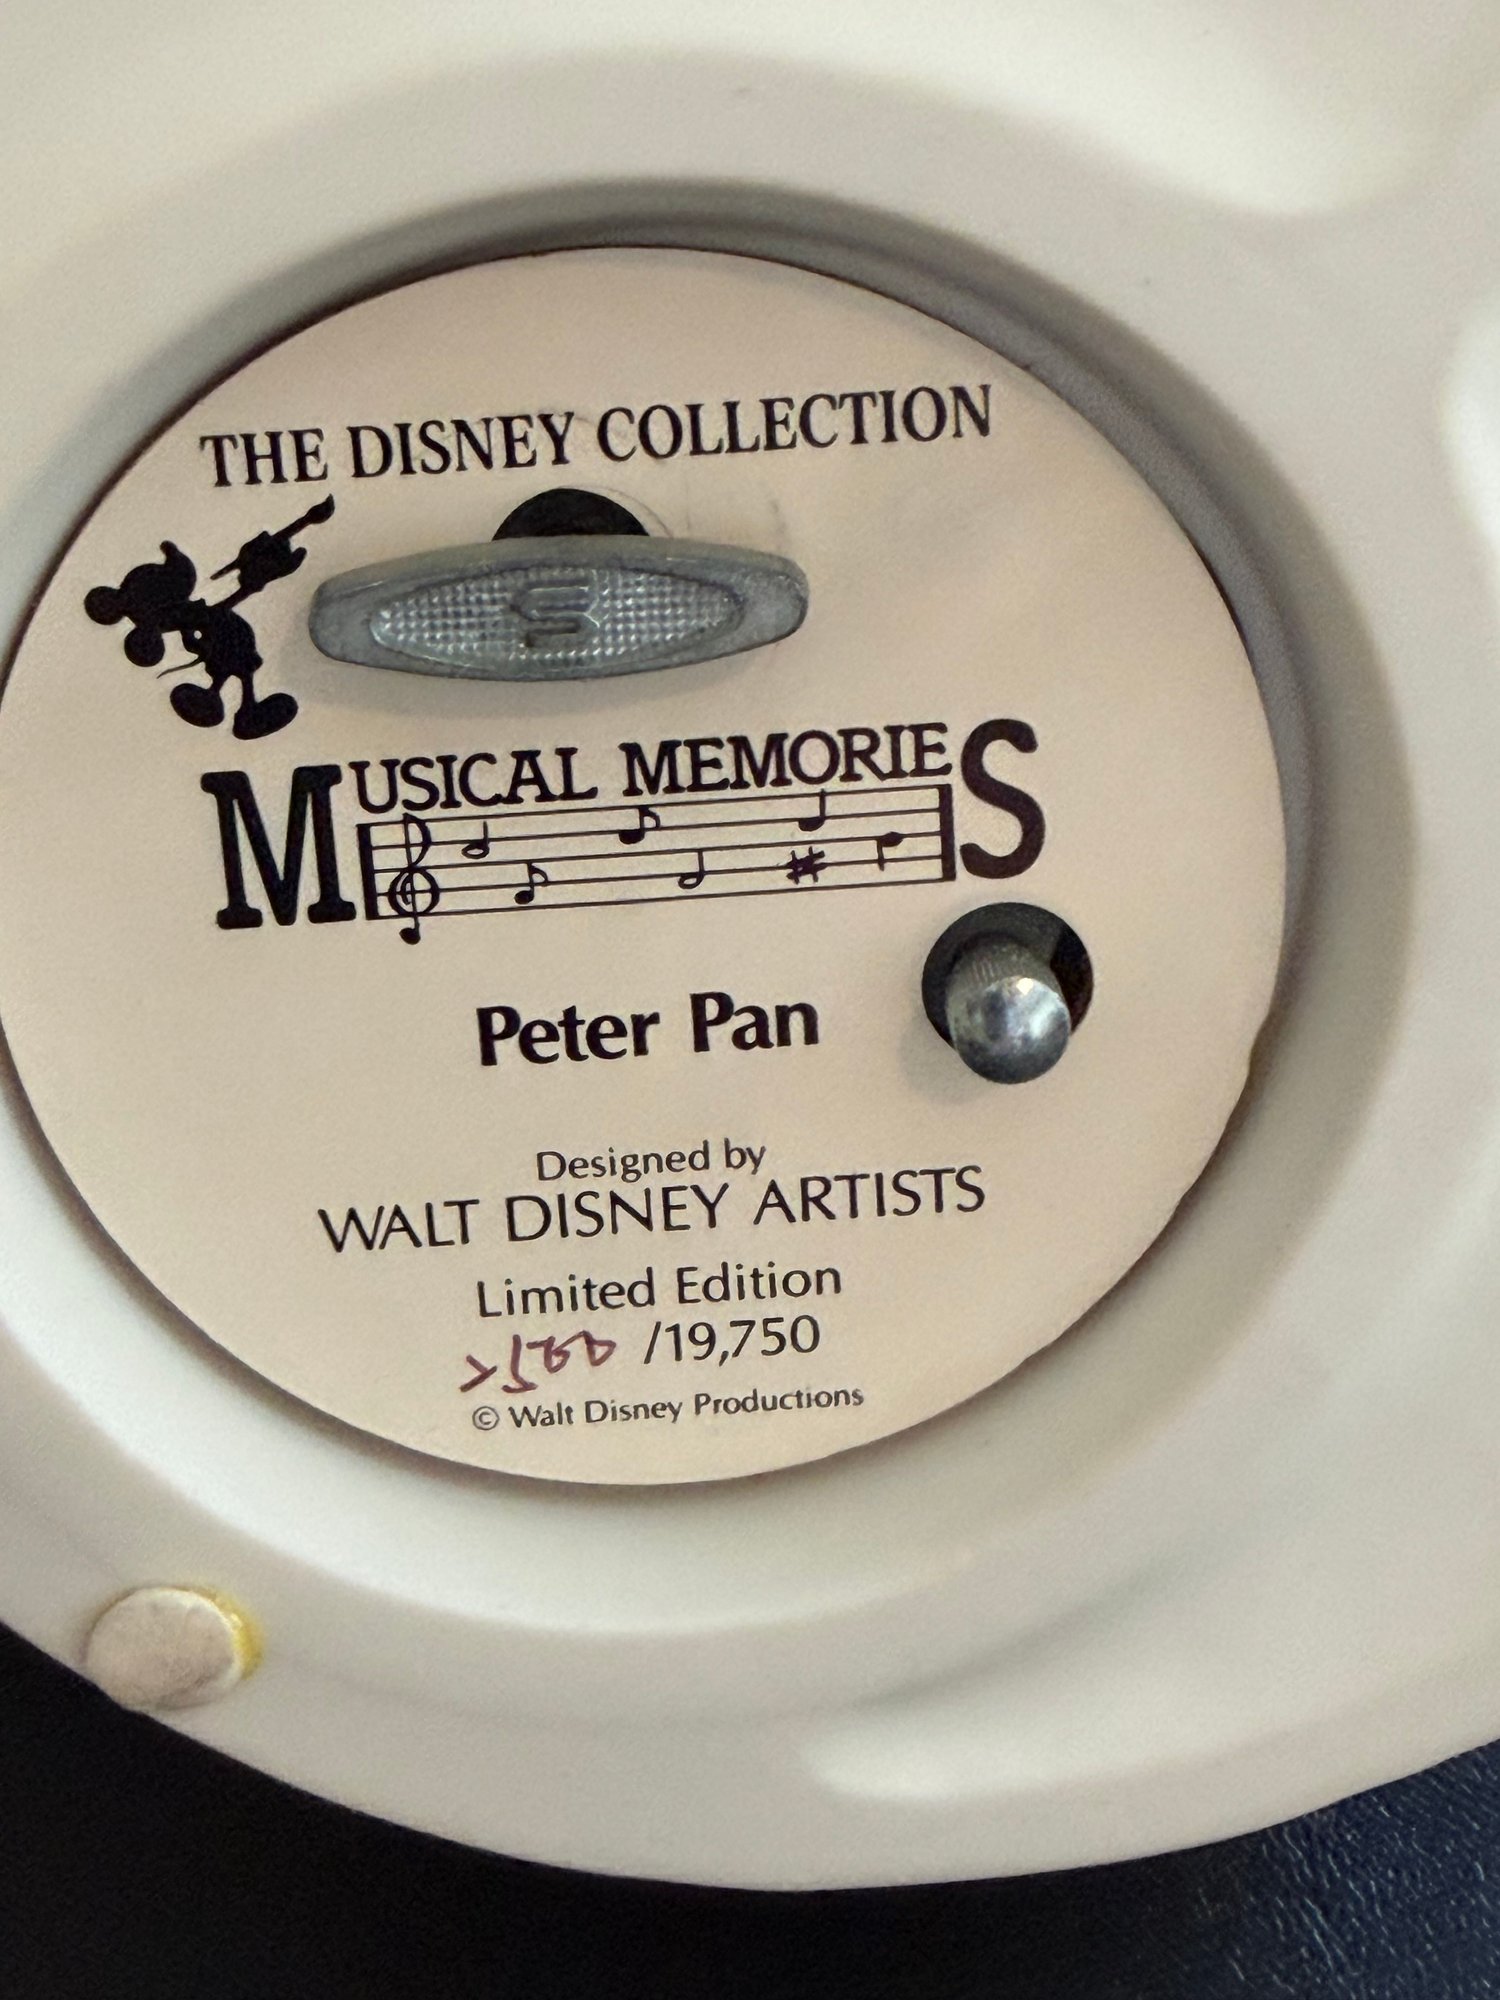 THE DISNEY COLLECTION
S
MUSICAL MEMORIES
Peter Pan
Designed by
WALT DISNEY ARTISTS
Limited Edition
/19,750
© Walt Disney Productions